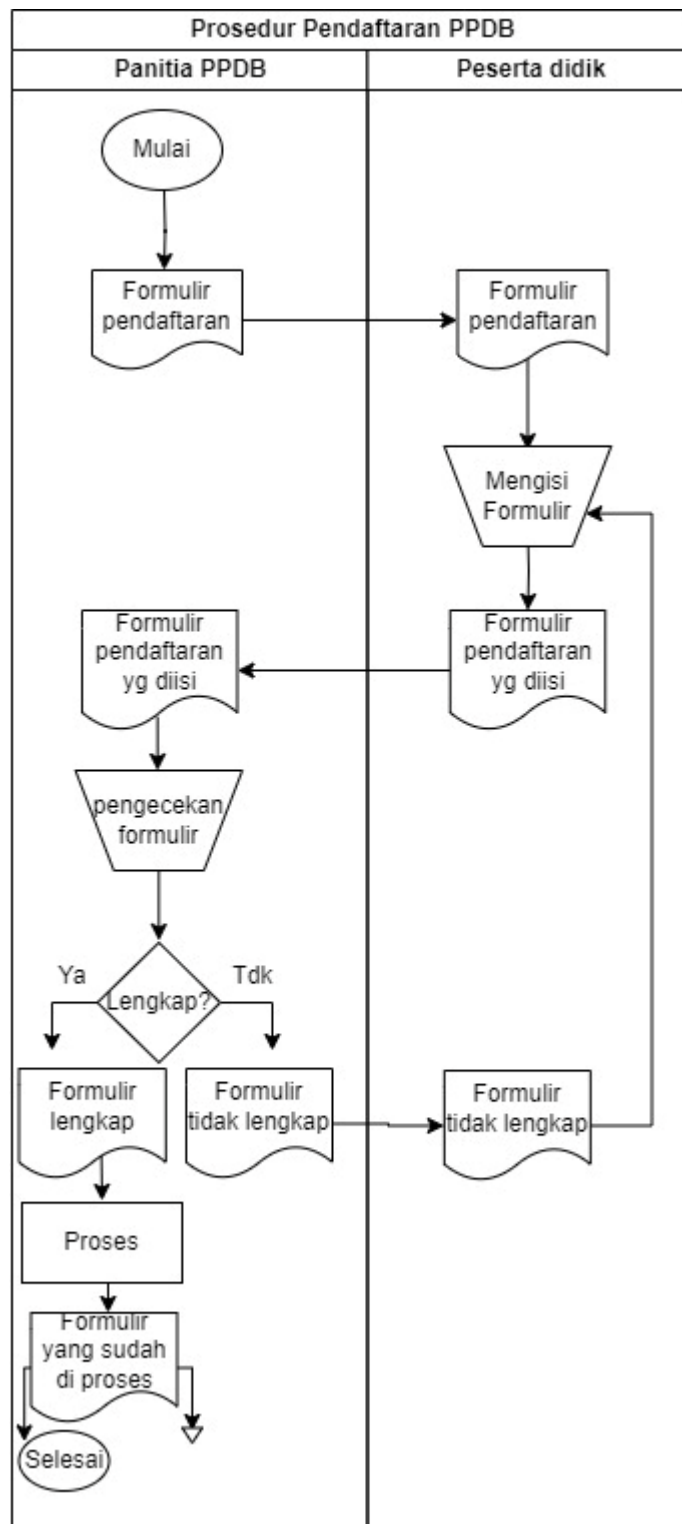 Prosedur Pendaftaran PPDB
Panitia PPDB
Peserta didik
Mulai
Formulir
pendaftaran
Formulir
pendaftaran
Mengisi
Formulir
Formulir
pendaftaran
yg diisi
Formulir
pendaftaran
yg diisi
pengecekan
formulir
Ya
Lengkap?
Tdk
Formulir
lengkap
Formulir
tidak lengkap
Formulir
tidak lengkap
Proses
Formulir
yang sudah
di proses
Selesai